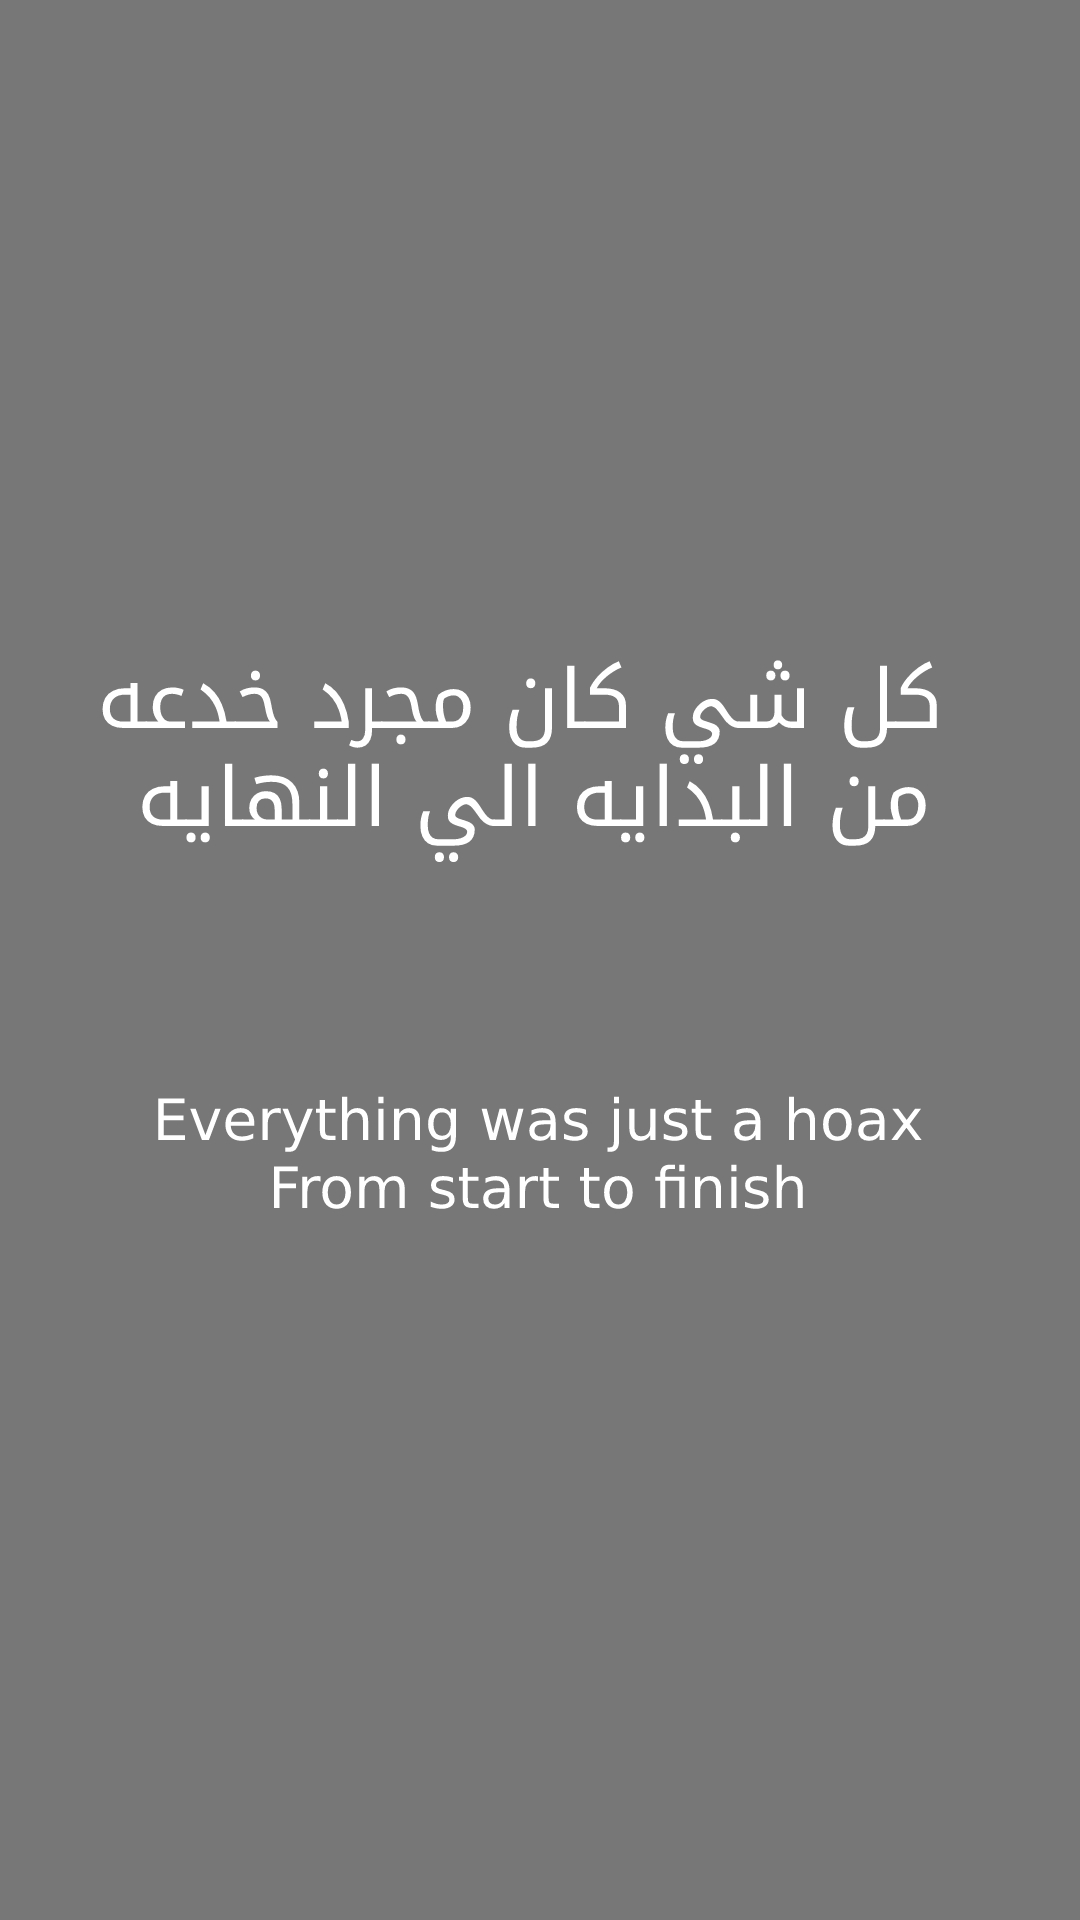 كل شي كان مجرد خدعه
من البدايه الي النهايه
Everything was just a hoax
From start to finish